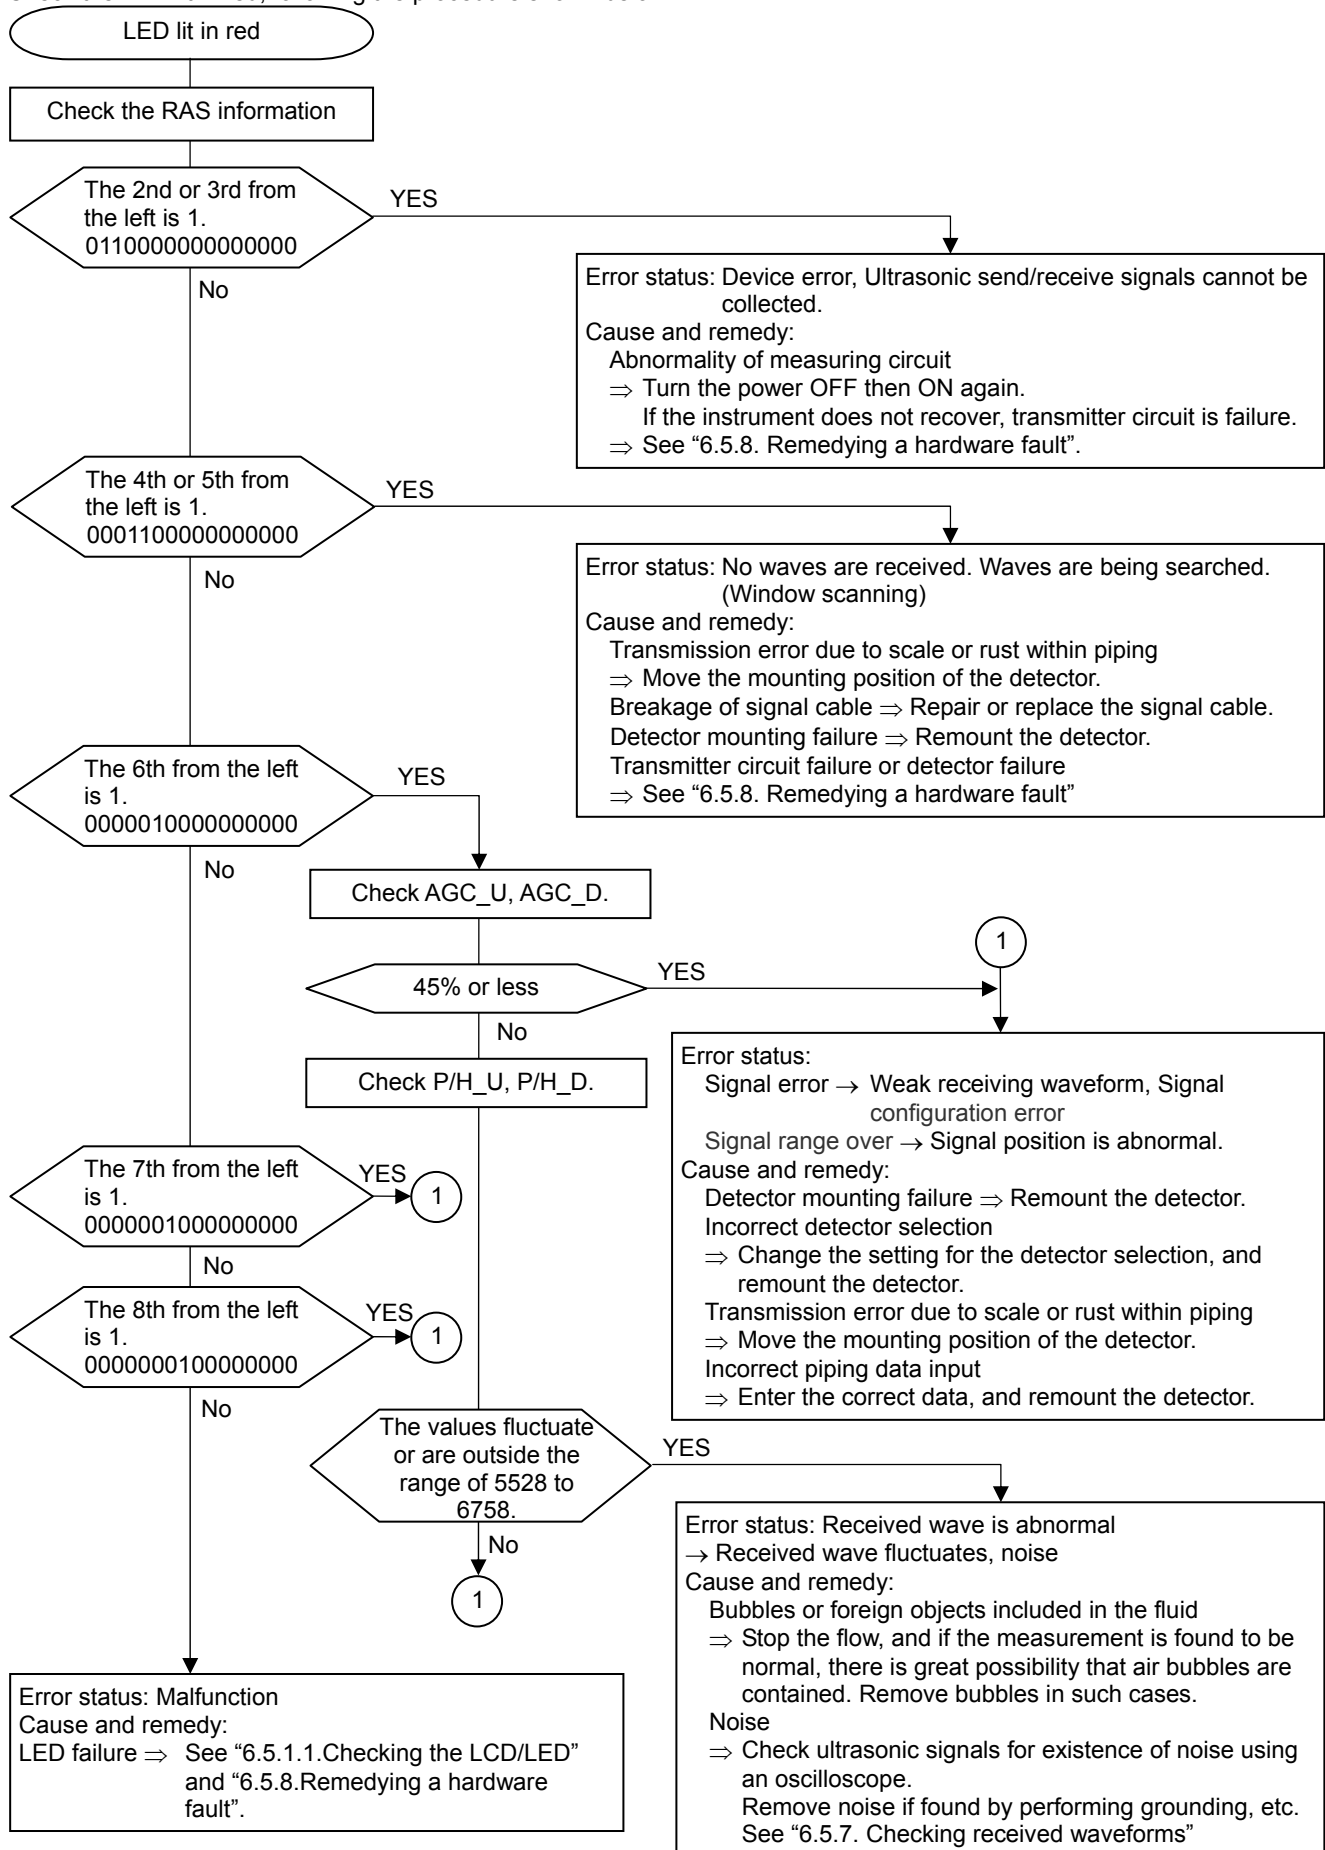 LED lit in red
Check the RAS information
The 2nd or 3rd from
the left is 1.
0110000000000000
YES
No
Error status: Device error, Ultrasonic send/receive signals cannot be
collected.
Cause and remedy:
Abnormality of measuring circuit
⇒ Turn the power OFF then ON again.
If the instrument does not recover, transmitter circuit is failure.
⇒ See “6.5.8. Remedying a hardware fault”.
The 4th or 5th from
the left is 1.
0001100000000000
YES
No
Error status: No waves are received. Waves are being searched.
(Window scanning)
Cause and remedy:
Transmission error due to scale or rust within piping
⇒ Move the mounting position of the detector.
Breakage of signal cable ⇒ Repair or replace the signal cable.
Detector mounting failure ⇒ Remount the detector.
Transmitter circuit failure or detector failure
⇒ See “6.5.8. Remedying a hardware fault”
The 6th from the left
is 1.
0000010000000000
YES
No
Check AGC_U, AGC_D.
45% or less
YES
No
1
Check P/H_U, P/H_D.
Error status:
Signal error → Weak receiving waveform, Signal
configuration error
Signal range over → Signal position is abnormal.
Cause and remedy:
Detector mounting failure ⇒ Remount the detector.
Incorrect detector selection
⇒ Change the setting for the detector selection, and
remount the detector.
Transmission error due to scale or rust within piping
⇒ Move the mounting position of the detector.
Incorrect piping data input
⇒ Enter the correct data, and remount the detector.
The 7th from the left
is 1.
0000001000000000
YES
1
No
The 8th from the left
is 1.
0000000100000000
YES
1
No
The values fluctuate
or are outside the
range of 5528 to
6758.
YES
No
1
Error status: Received wave is abnormal
→ Received wave fluctuates, noise
Cause and remedy:
Bubbles or foreign objects included in the fluid
⇒ Stop the flow, and if the measurement is found to be
normal, there is great possibility that air bubbles are
contained. Remove bubbles in such cases.
Noise
⇒ Check ultrasonic signals for existence of noise using
an oscilloscope.
Remove noise if found by performing grounding, etc.
See “6.5.7. Checking received waveforms”
Error status: Malfunction
Cause and remedy:
LED failure ⇒ See “6.5.1.1.Checking the LCD/LED”
and “6.5.8.Remedying a hardware
fault”.